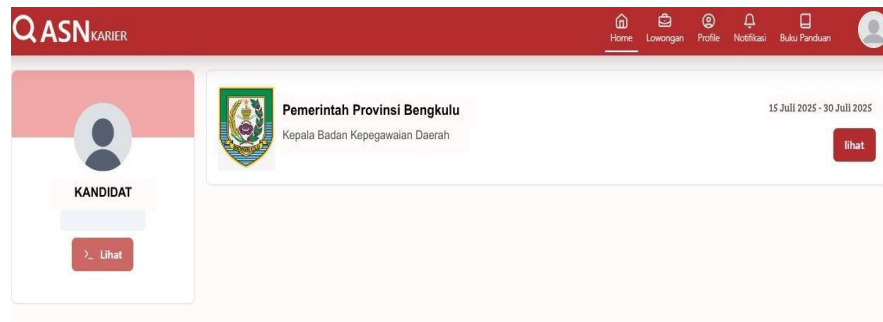 ASNKARIER
Home Lowongan Profile Notifikasi Buku Panduan
KANDIDAT
>_ Lihat
Pemerintah Provinsi Bengkulu
Kepala Badan Kepegawaian Daerah
15 Juli 2025 - 30 Juli 2025
lihat
BENGKULU